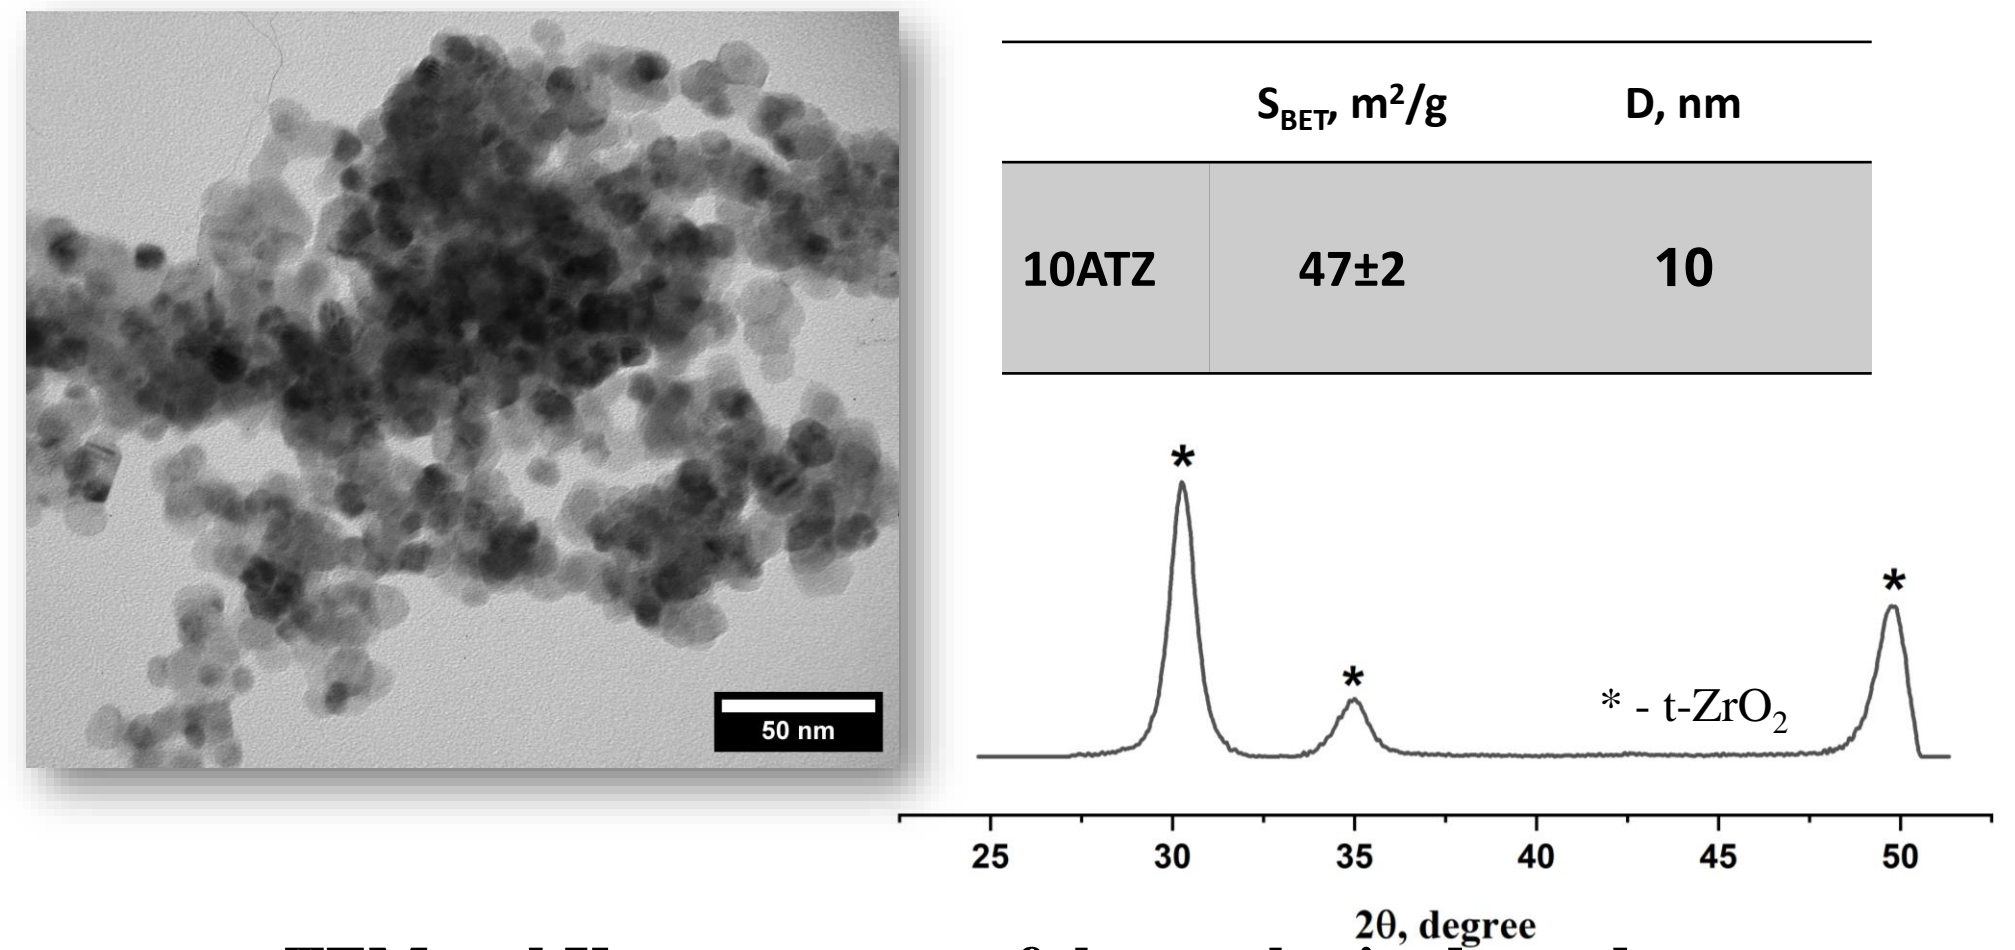 50 nm
S_BET, m²/g D, nm
10ATZ 47±2 10
*
*
*
* - t-ZrO₂
25 30 35 40 45 50
2θ, degree